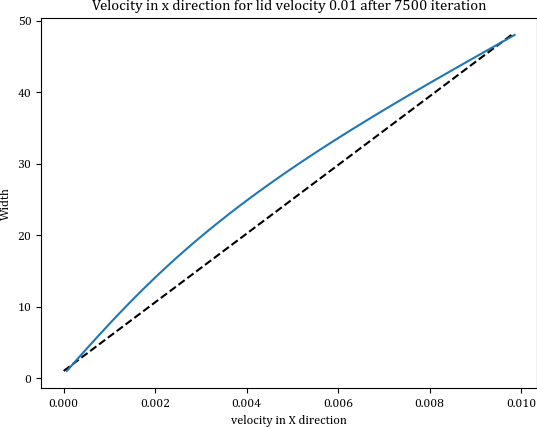 Velocity in x direction for lid velocity 0.01 after 7500 iteration
50
40
30
20
10
0
Width
0.000 0.002 0.004 0.006 0.008 0.010
velocity in X direction